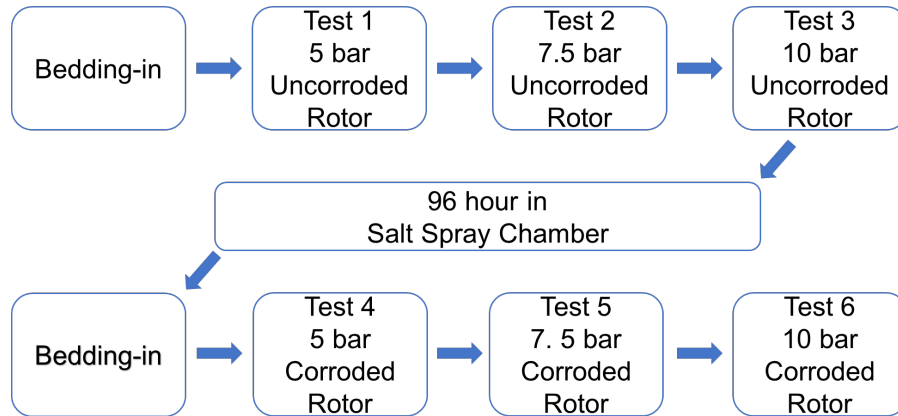 Bedding-in
Test 1
5 bar
Uncorroded
Rotor
Test 2
7.5 bar
Uncorroded
Rotor
Test 3
10 bar
Uncorroded
Rotor
96 hour in
Salt Spray Chamber
Bedding-in
Test 4
5 bar
Corroded
Rotor
Test 5
7. 5 bar
Corroded
Rotor
Test 6
10 bar
Corroded
Rotor